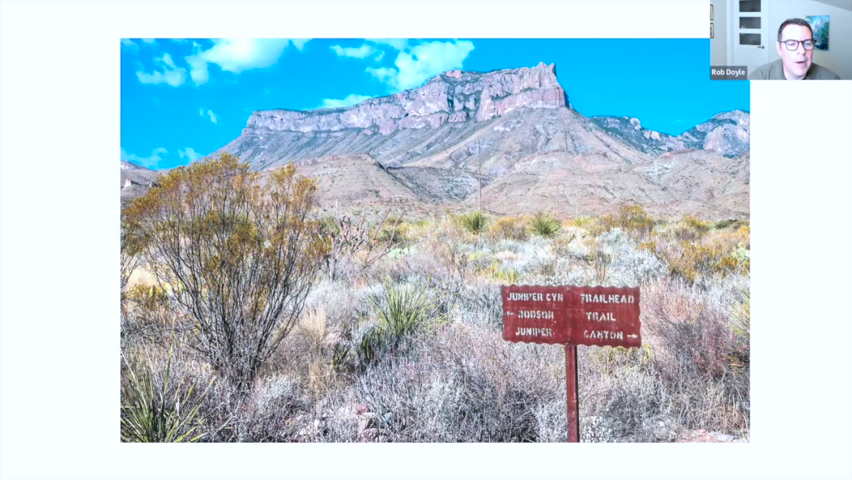 Rob Doyle
JUNIPER CYN TRAILHEAD
← DODSON TRAIL
JUNIPER CANYON →